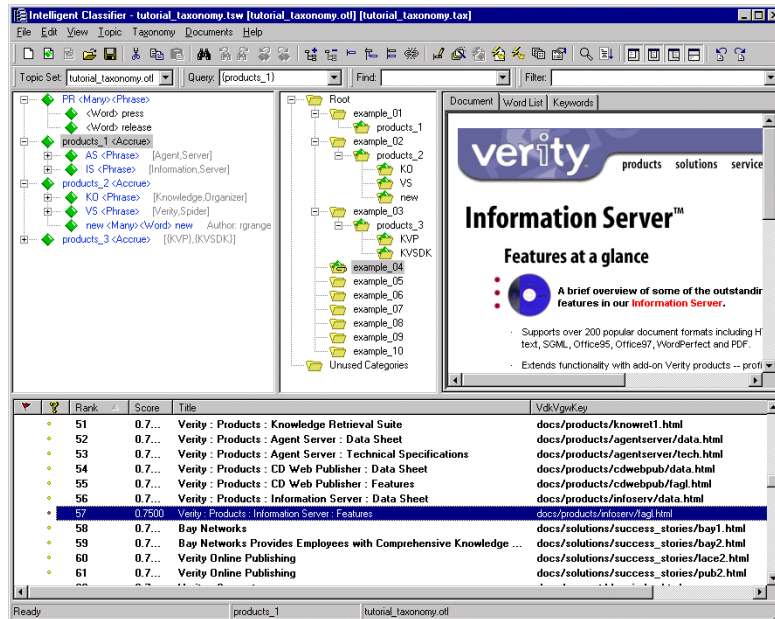 Intelligent Classifier - tutorial_taxonomy.tsw [tutorial_taxonomy.otl] [tutorial_taxonomy.tax]
File Edit View Topic Taxonomy Documents Help
Topic Set: tutorial_taxonomy.otl Query: {products_1} Find: Filter:
PR <Many><Phrase>
<Word> press
<Word> release
products_1 <Accrue>
AS <Phrase> [Agent,Server]
IS <Phrase> [Information,Server]
products_2 <Accrue>
KO <Phrase> [Knowledge,Organizer]
VS <Phrase> [Verity,Spider]
new <Many><Word> new Author: rgrange
products_3 <Accrue> [{KVP},{KVSDK}]
Root
example_01
products_1
example_02
products_2
KO
VS
new
example_03
products_3
KVP
KVSDK
example_04
example_05
example_06
example_07
example_08
example_09
example_10
Unused Categories
Document Word List Keywords
verity products solutions service
Information Server™
Features at a glance
A brief overview of some of the outstandin
features in our Information Server.
· Supports over 200 popular document formats including HT
text, SGML, Office95, Office97, WordPerfect and PDF.
· Extends functionality with add-on Verity products -- profi
Rank Score Title VdkVgwKey
51 0.7... Verity : Products : Knowledge Retrieval Suite docs/products/knowret1.html
52 0.7... Verity : Products : Agent Server : Data Sheet docs/products/agentserver/data.html
53 0.7... Verity : Products : Agent Server : Technical Specifications docs/products/agentserver/tech.html
54 0.7... Verity : Products : CD Web Publisher : Data Sheet docs/products/cdwebpub/data.html
55 0.7... Verity : Products : CD Web Publisher : Features docs/products/cdwebpub/fagl.html
56 0.7... Verity : Products : Information Server : Data Sheet docs/products/infoserv/data.html
57 0.7500 Verity : Products : Information Server : Features docs/products/infoserv/fagl.html
58 0.7... Bay Networks docs/solutions/success_stories/bay1.html
59 0.7... Bay Networks Provides Employees with Comprehensive Knowledge ... docs/solutions/success_stories/bay2.html
60 0.7... Verity Online Publishing docs/solutions/success_stories/lace2.html
61 0.7... Verity Online Publishing docs/solutions/success_stories/pub2.html
Ready products_1 tutorial_taxonomy.otl